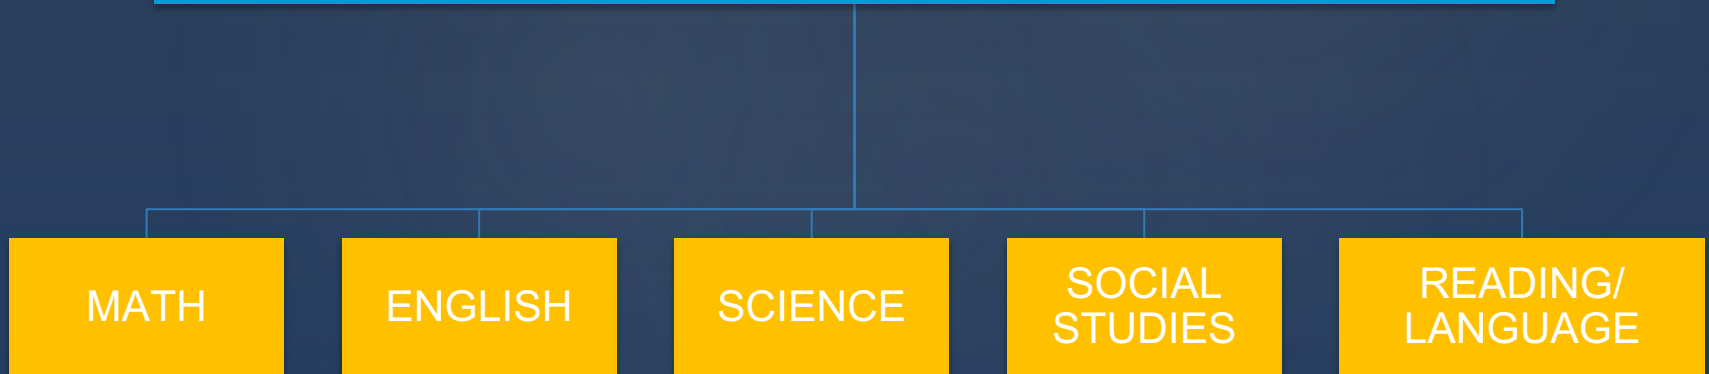 MATH
ENGLISH
SCIENCE
SOCIAL
STUDIES
READING/
LANGUAGE